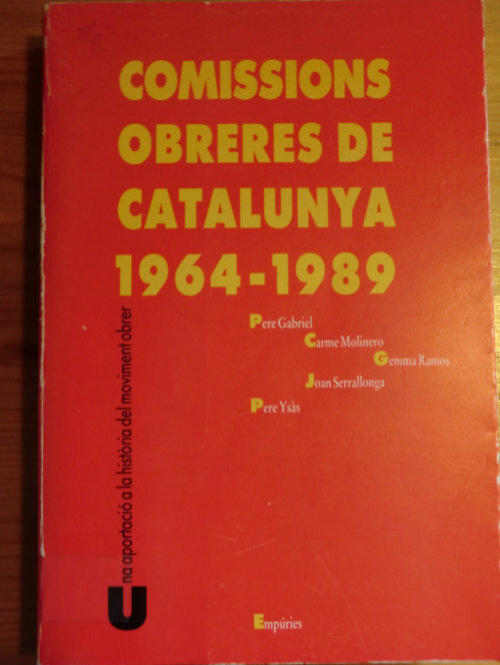 COMISSIONS
OBRERES DE
CATALUNYA
1964-1989
Pere Gabriel
Carme Molinero
Gemma Ramos
Joan Serrallonga
Pere Ysàs
Una aportació a la història del moviment obrer
Empúries